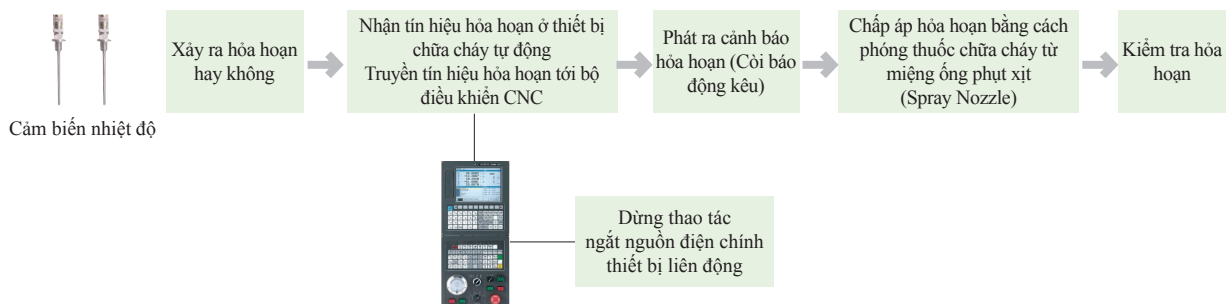 Cảm biến nhiệt độ
Xảy ra hỏa hoạn
hay không
Nhận tín hiệu hỏa hoạn ở thiết bị
chữa cháy tự động
Truyền tín hiệu hỏa hoạn tới bộ
điều khiển CNC
Phát ra cảnh báo
hỏa hoạn (Còi báo
động kêu)
Chấp áp hỏa hoạn bằng cách
phóng thuốc chữa cháy từ
miệng ống phụt xịt
(Spray Nozzle)
Kiểm tra hỏa
hoạn
Dừng thao tác
ngắt nguồn điện chính
thiết bị liên động